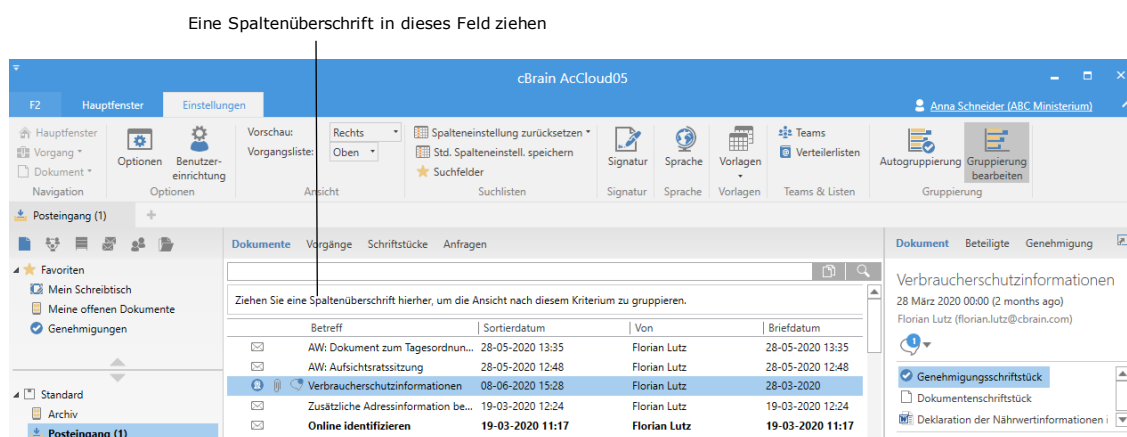 Eine Spaltenüberschrift in dieses Feld ziehen
cBrain AcCloud05
F2 Hauptfenster Einstellungen Anna Schneider (ABC Ministerium)
Hauptfenster Vorschau: Rechts Spalteneinstellung zurücksetzen Teams
Vorgang Vorgangsliste: Oben Std. Spalteneinstell. speichern Verteilerlisten
Dokument Optionen Benutzer-einrichtung Suchfelder Signatur Sprache Vorlagen Autogruppierung Gruppierung bearbeiten
Navigation Optionen Ansicht Suchlisten Signatur Sprache Vorlagen Teams & Listen Gruppierung
Posteingang (1) +
Dokumente Vorgänge Schriftstücke Anfragen Dokument Beteiligte Genehmigung
Favoriten
Mein Schreibtisch
Meine offenen Dokumente
Genehmigungen
Standard
Archiv
Posteingang (1)
Ziehen Sie eine Spaltenüberschrift hierher, um die Ansicht nach diesem Kriterium zu gruppieren.
Betreff Sortierdatum Von Briefdatum
AW: Dokument zum Tagesordnun... 28-05-2020 13:35 Florian Lutz 28-05-2020 13:35
AW: Aufsichtsratssitzung 28-05-2020 12:48 Florian Lutz 28-05-2020 12:48
Verbraucherschutzinformationen 08-06-2020 15:28 Florian Lutz 28-03-2020
Zusätzliche Adressinformation be... 19-03-2020 12:24 Florian Lutz 19-03-2020 12:24
Online identifizieren 19-03-2020 11:17 Florian Lutz 19-03-2020 11:17
Verbraucherschutzinformationen
28 März 2020 00:00 (2 months ago)
Florian Lutz (florian.lutz@cbrain.com)
1
Genehmigungsschriftstück
Dokumentenschriftstück
Deklaration der Nährwertinformationen i